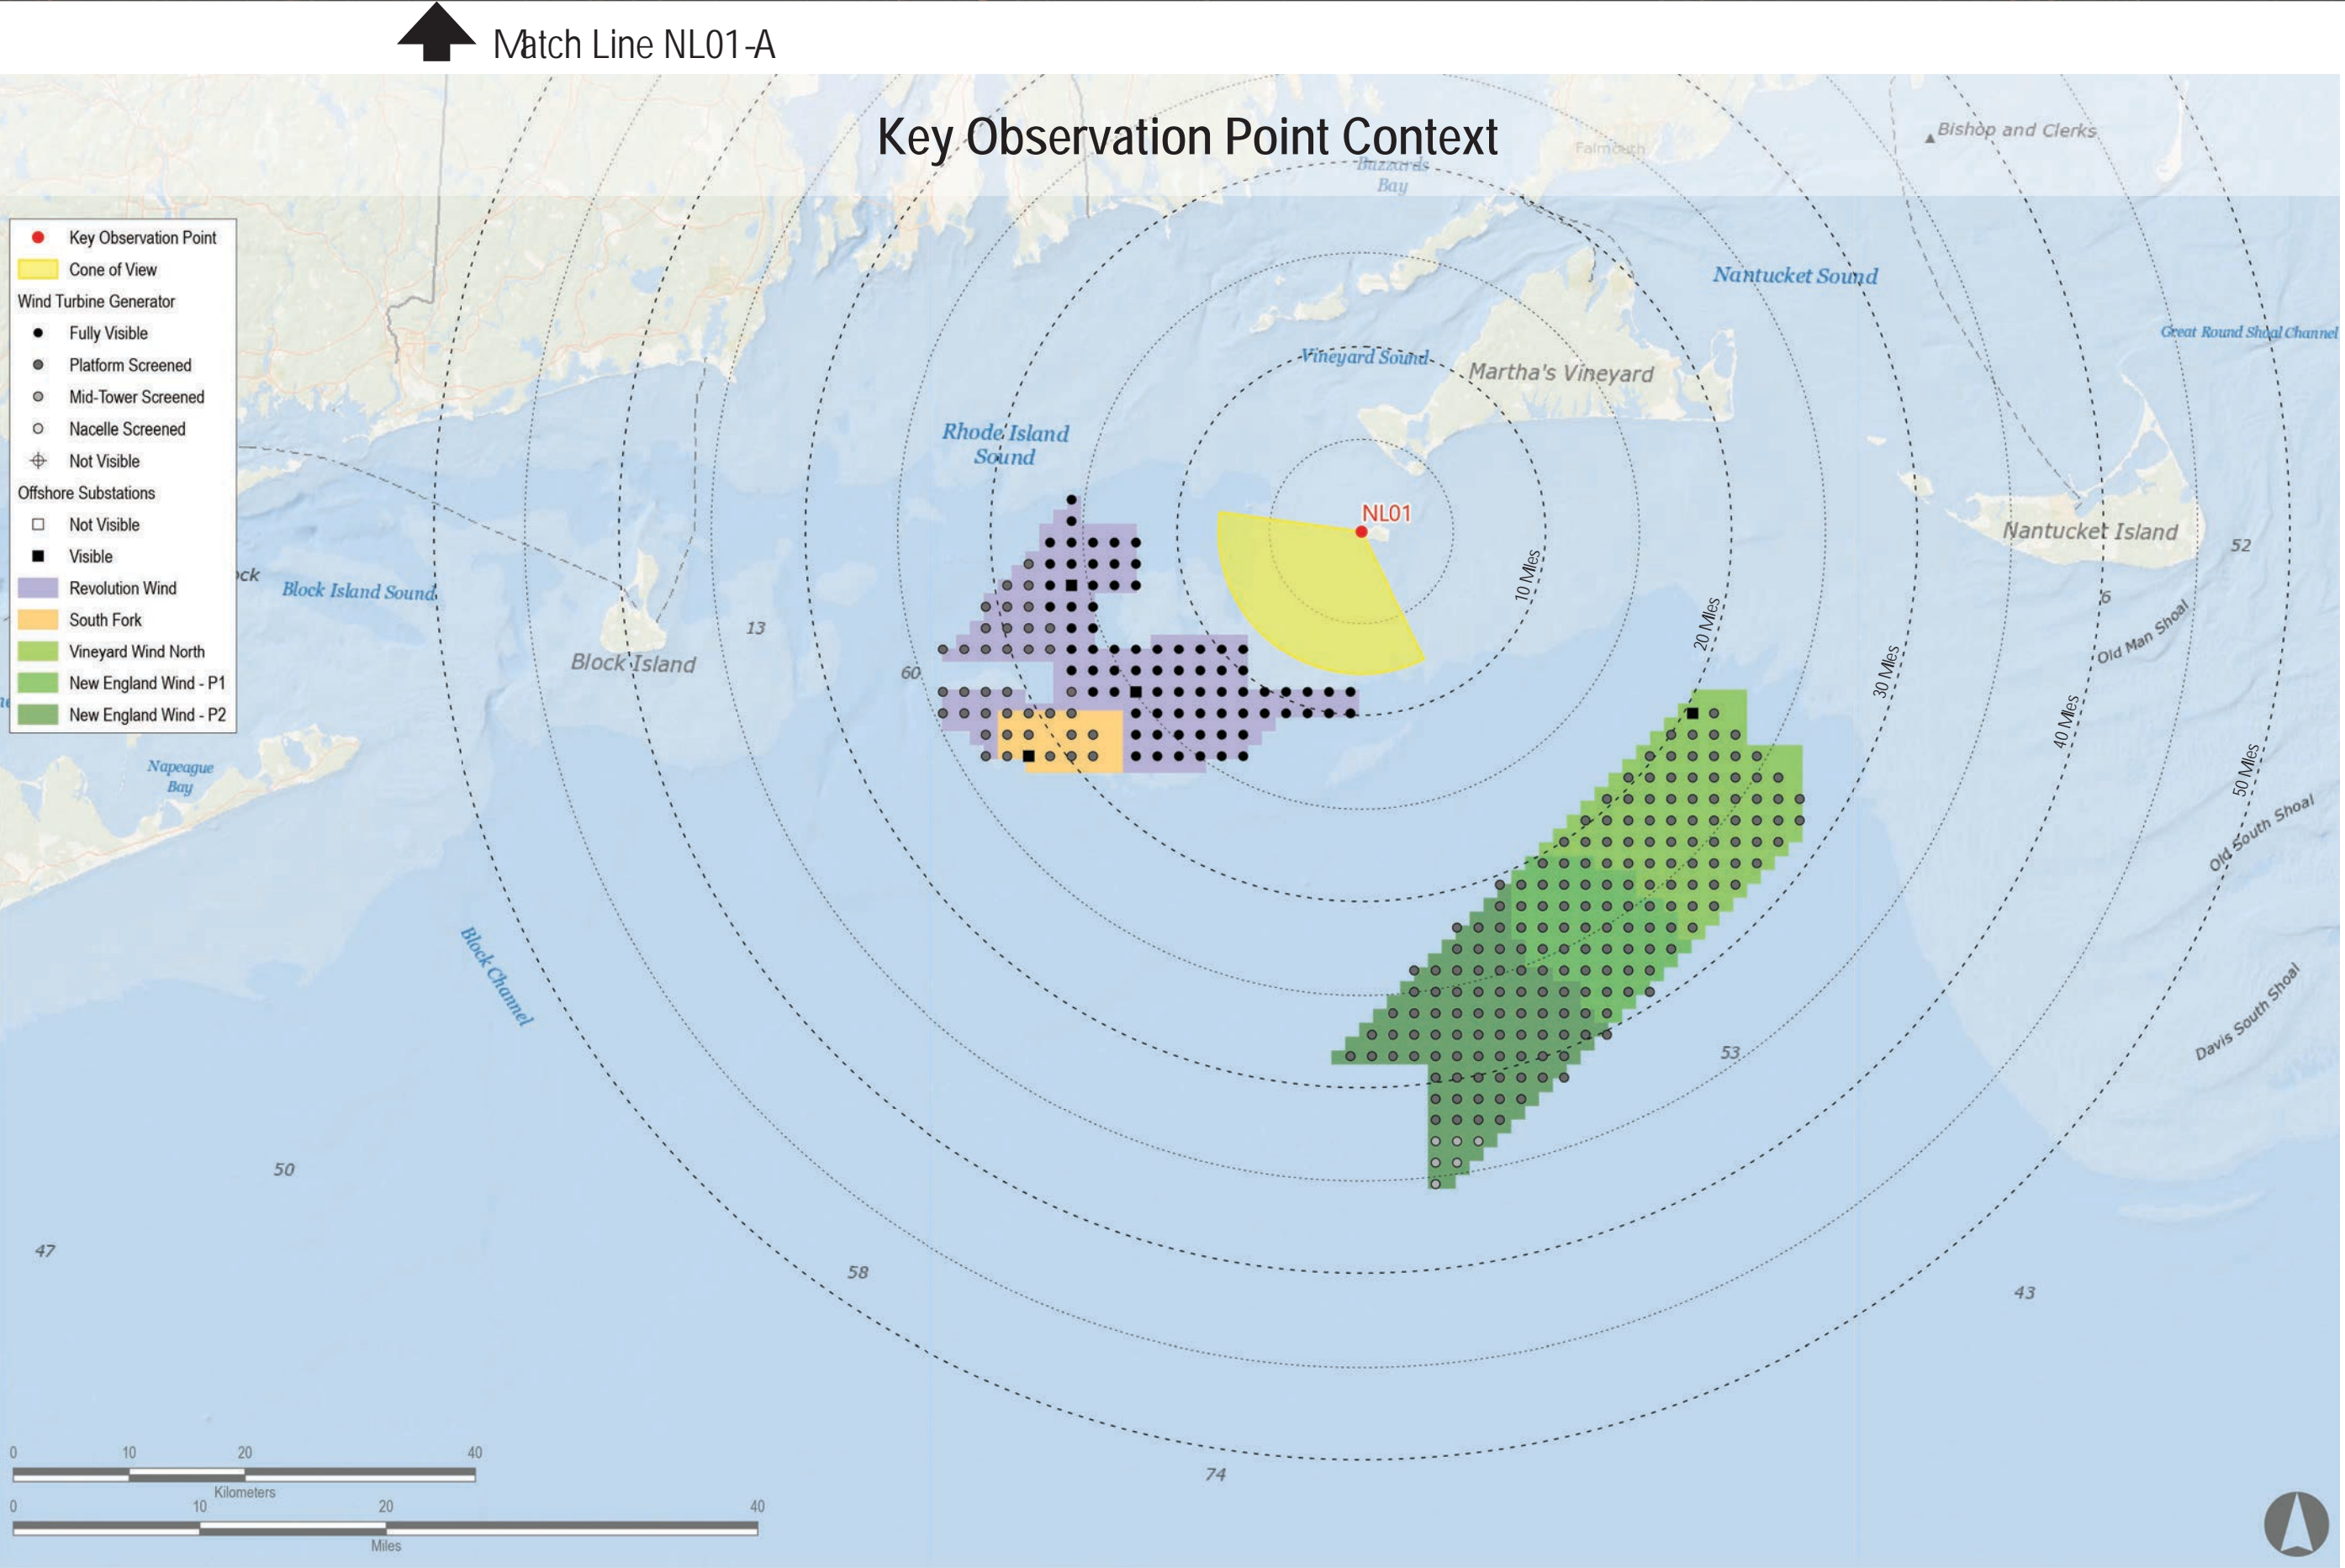 Match Line NL01-A
Key Observation Point Context
Bishop and Clerks
Falmouth
Buzzards
Bay
Nantucket Sound
Great Round Shoal Channel
Vineyard Sound
Martha's Vineyard
Rhode Island
Sound
NL01
Nantucket Island
52
10 Miles
20 Miles
30 Miles
40 Miles
50 Miles
6
Old Man Shoal
Old South Shoal
Davis South Shoal
Key Observation Point
Cone of View
Wind Turbine Generator
Fully Visible
Platform Screened
Mid-Tower Screened
Nacelle Screened
Not Visible
Offshore Substations
Not Visible
Visible
Revolution Wind
South Fork
Vineyard Wind North
New England Wind - P1
New England Wind - P2
ock
Block Island Sound
13
Block Island
60
Napeague
Bay
Block Channel
53
50
47
58
43
74
0 10 20 40
Kilometers
0 10 20 40
Miles